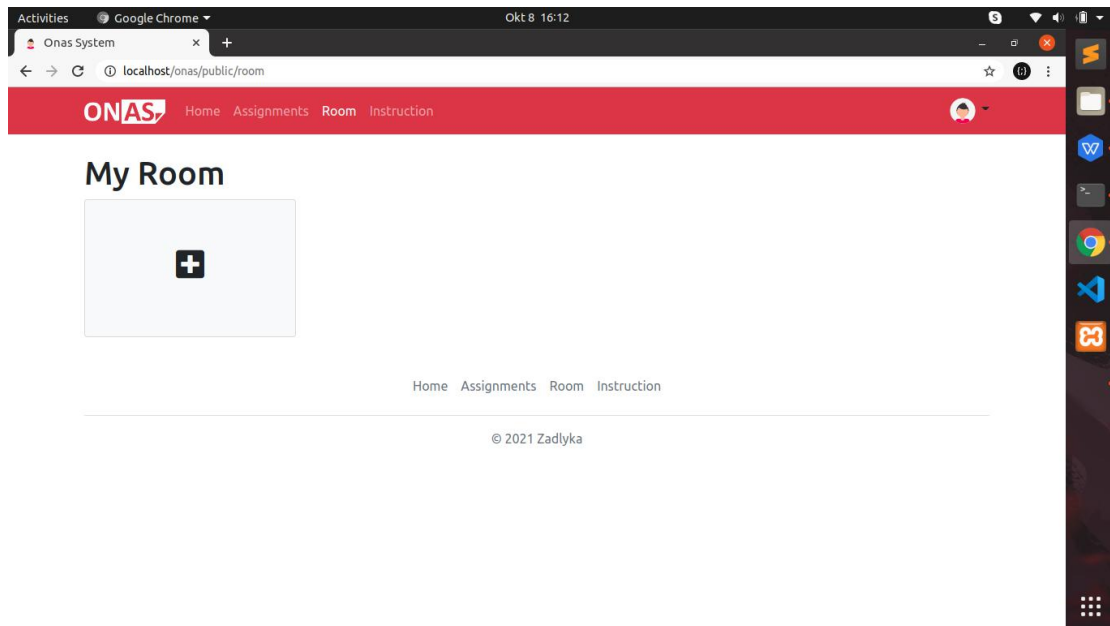 Activities Google Chrome Okt 8 16:12
Onas System
localhost/onas/public/room
ONAS Home Assignments Room Instruction
My Room
Home Assignments Room Instruction
© 2021 Zadlyka